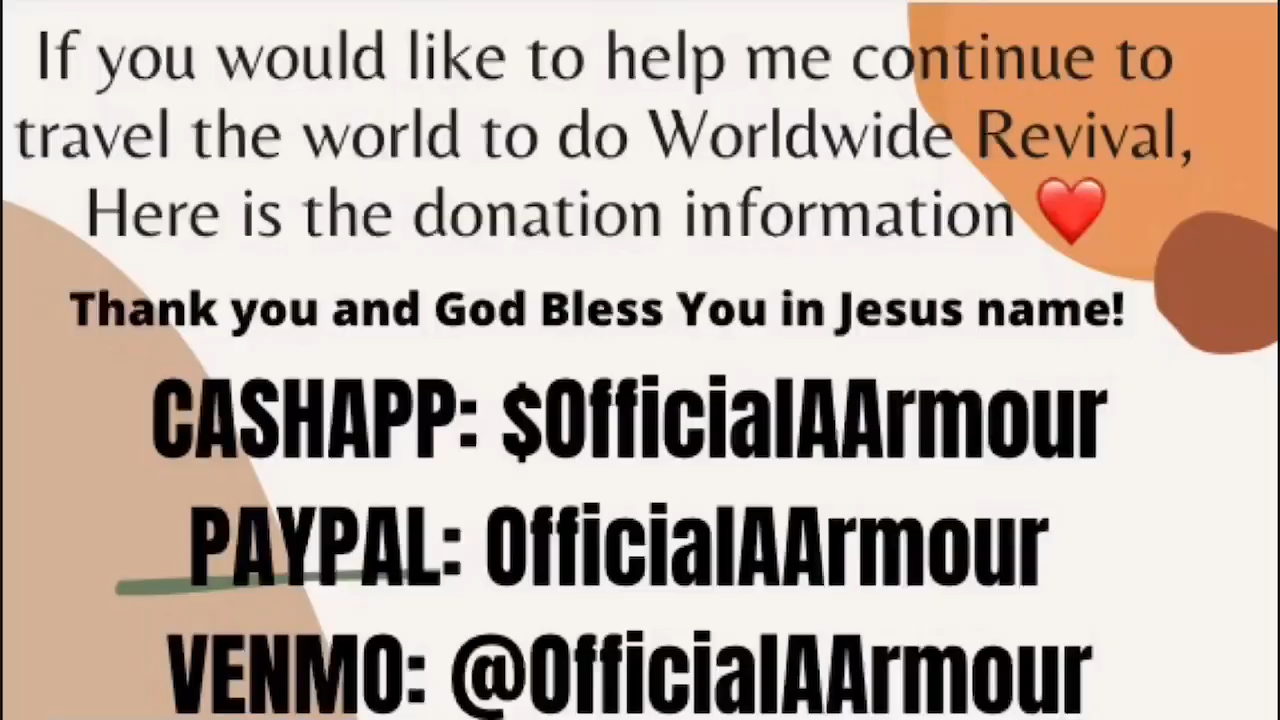 If you would like to help me continue to
travel the world to do Worldwide Revival,
Here is the donation information ❤️
Thank you and God Bless You in Jesus name!
CASHAPP: $OfficialAArmour
PAYPAL: OfficialAArmour
VENMO: @OfficialAArmour